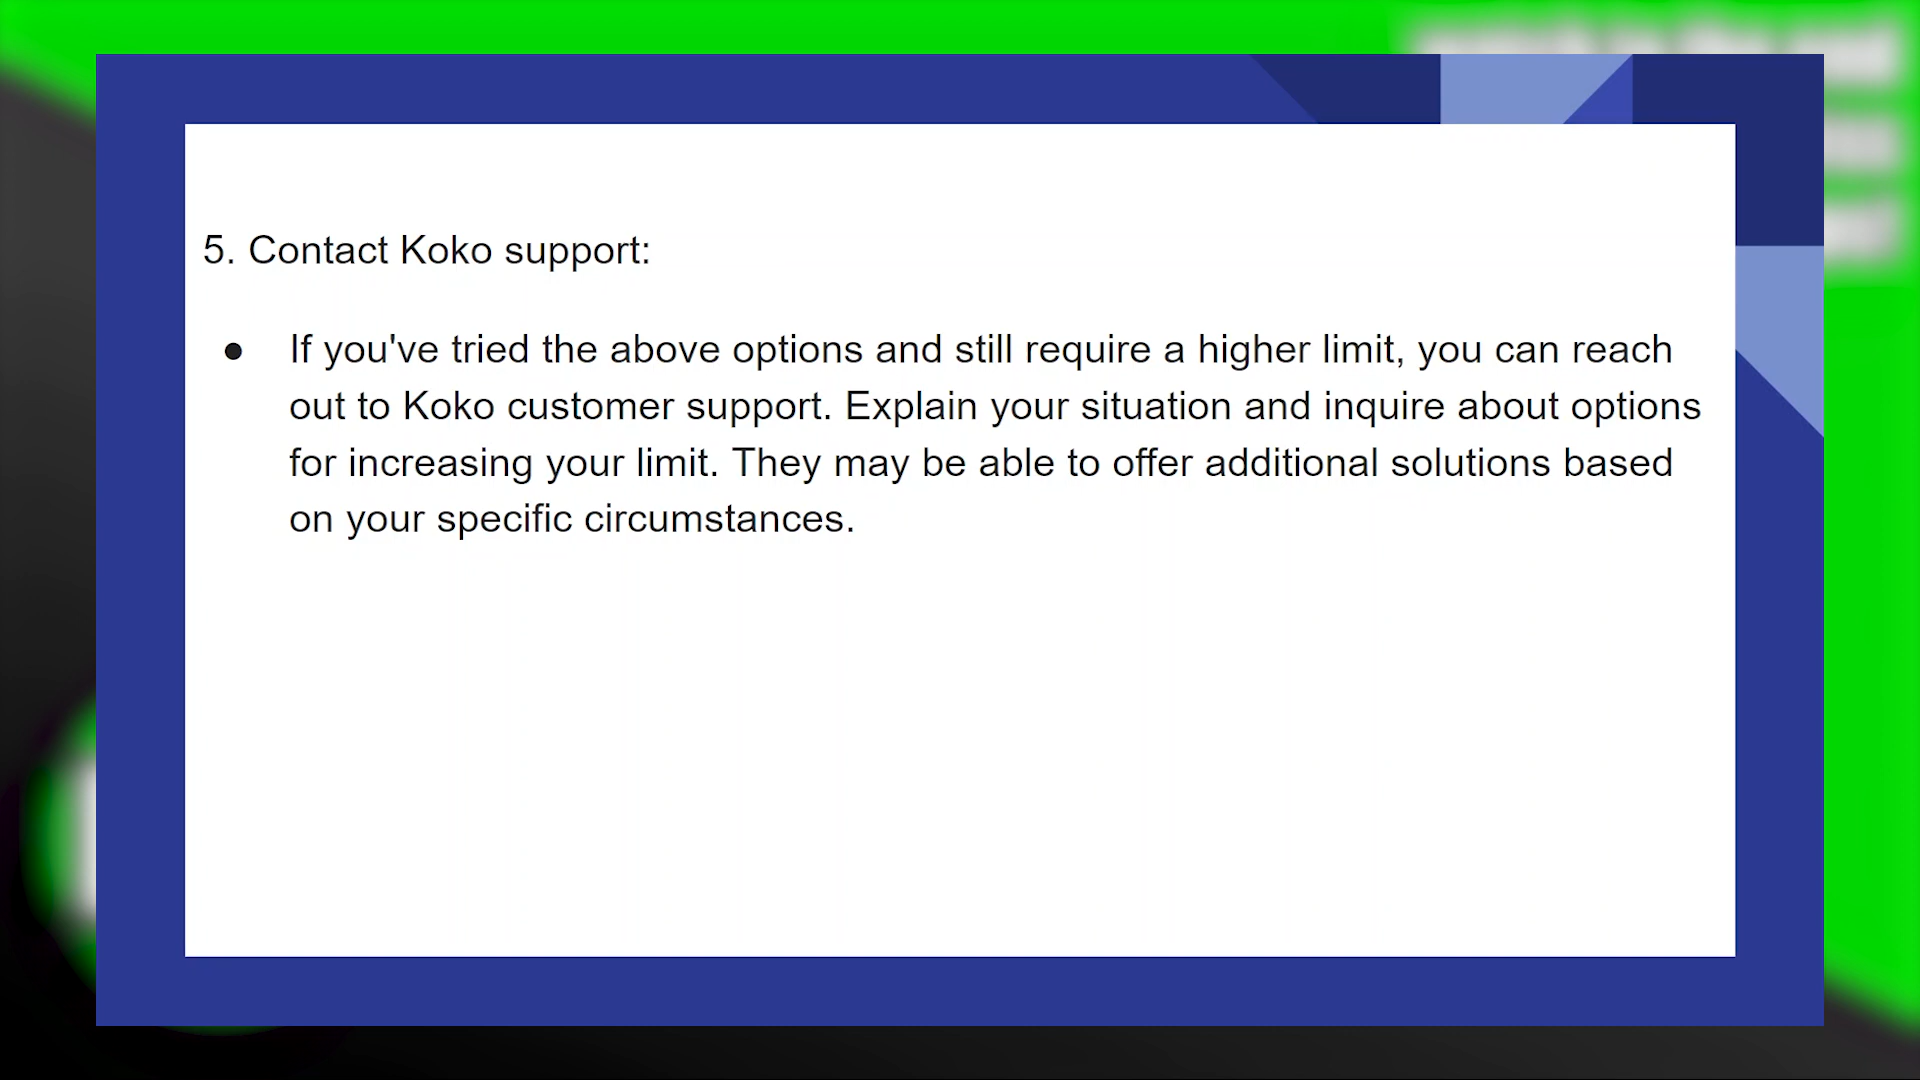 5. Contact Koko support:
● If you've tried the above options and still require a higher limit, you can reach
out to Koko customer support. Explain your situation and inquire about options
for increasing your limit. They may be able to offer additional solutions based
on your specific circumstances.